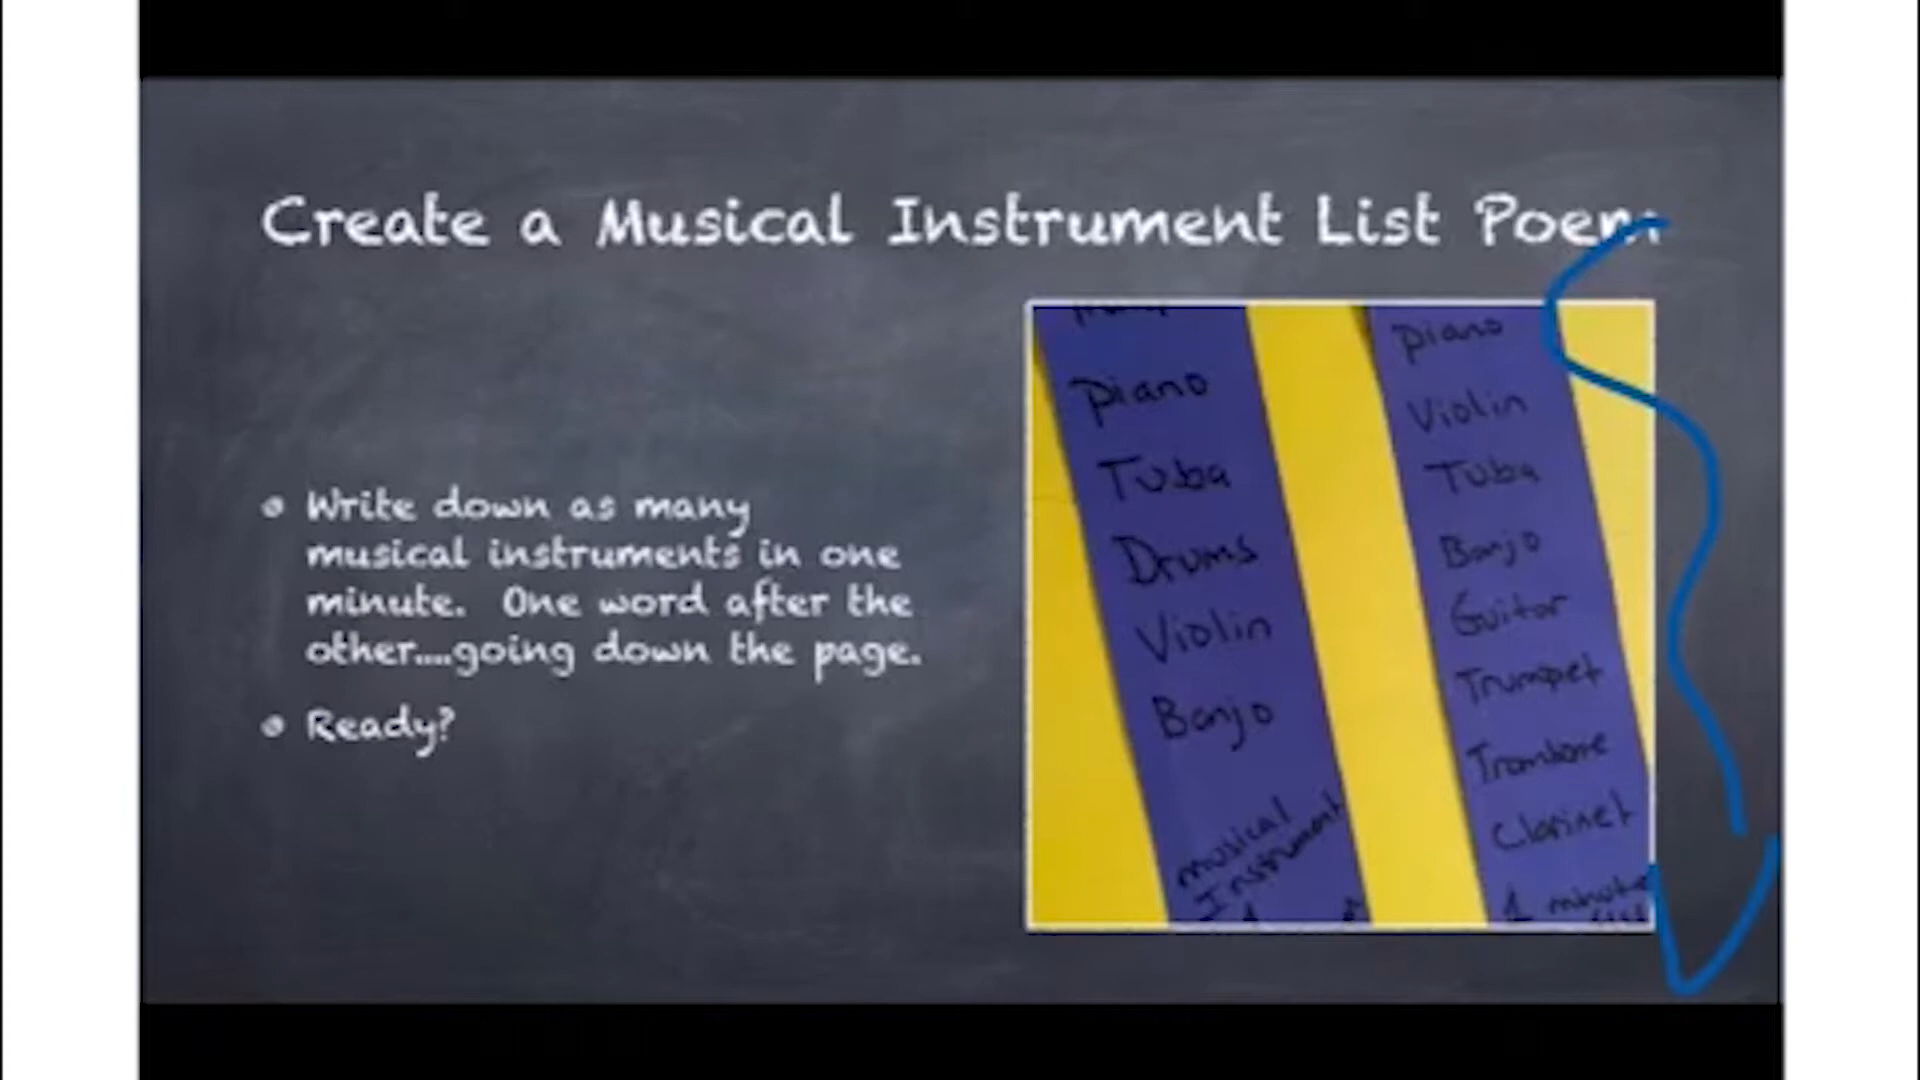 Create a Musical Instrument List Poem
Write down as many
musical instruments in one
minute. One word after the
other....going down the page.
Ready?
piano
Tuba
Drums
Violin
Banjo
musical
Instrument
piano
Violin
Tuba
Banjo
Guitar
Trumpet
Trombone
Clarinet
1 minute